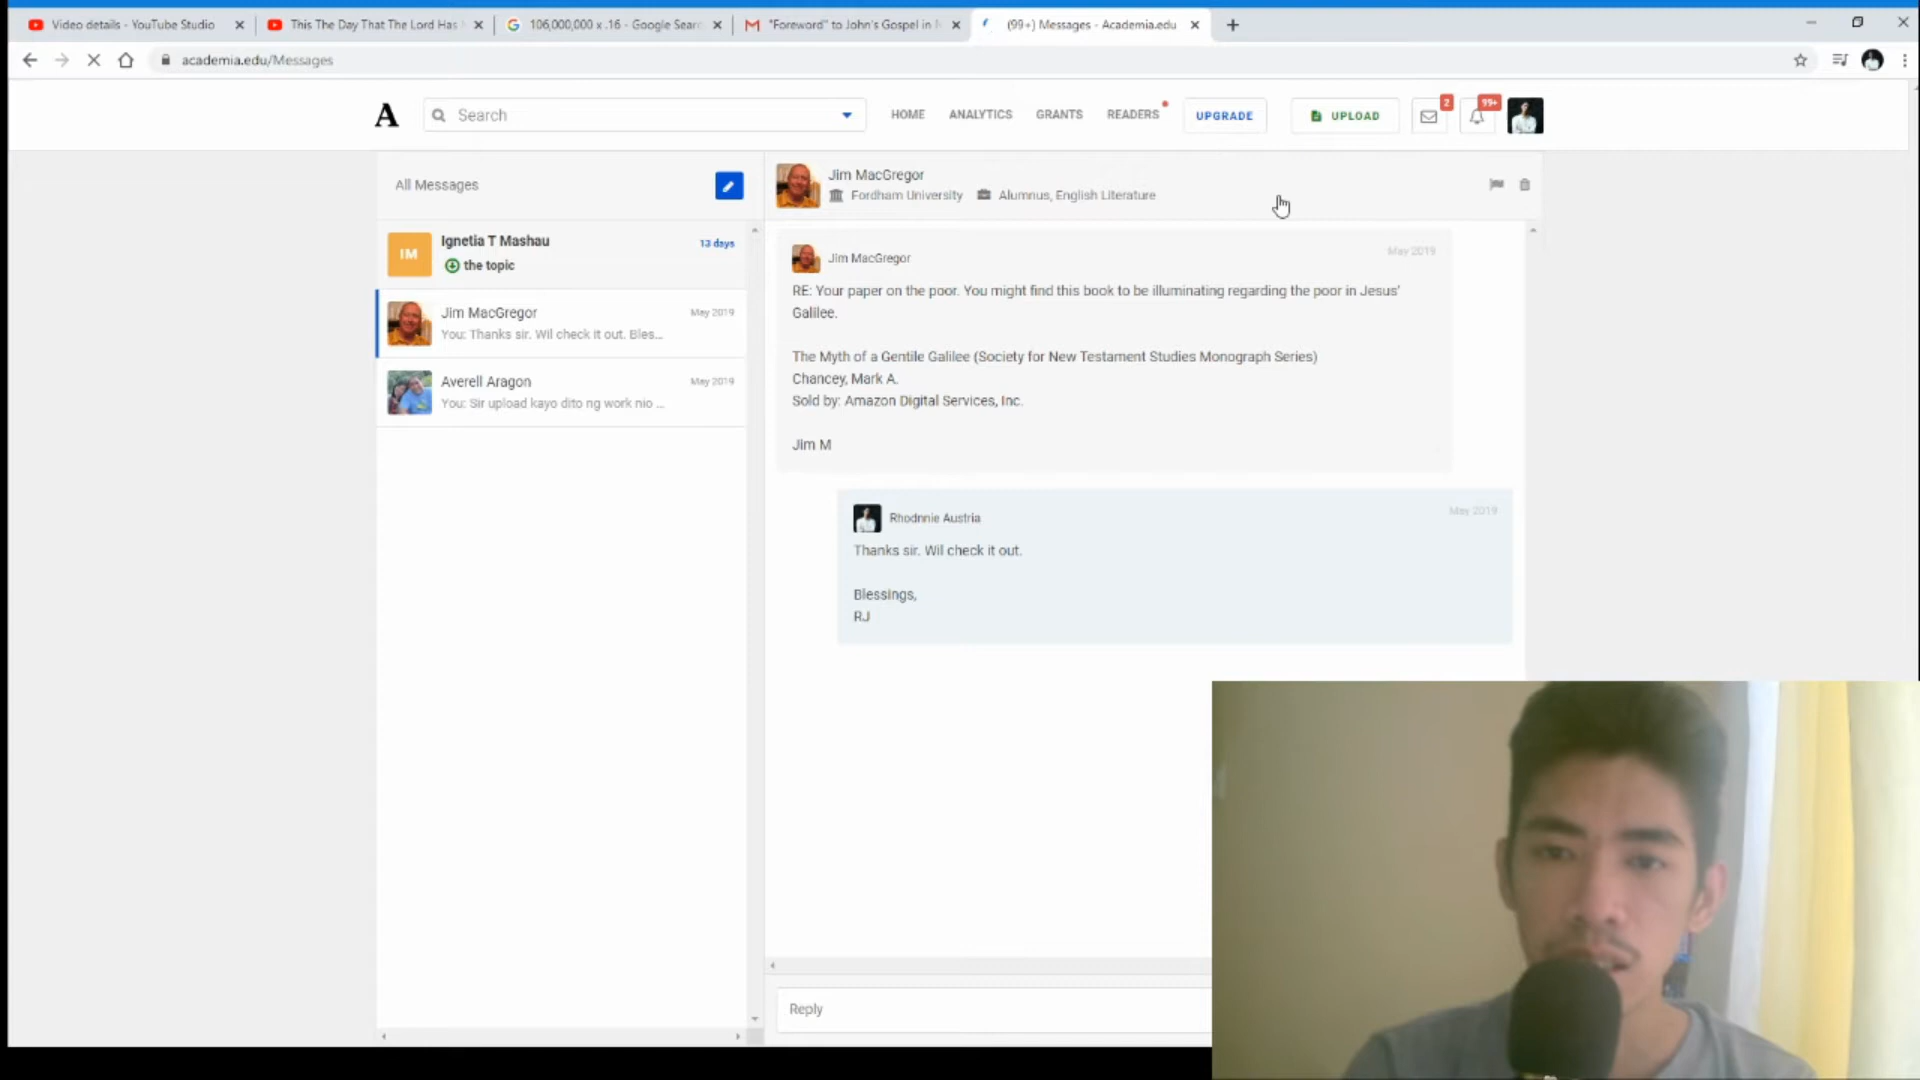 Video details - YouTube Studio
This The Day That The Lord Has
106,000,000 x .16 - Google Sear
"Foreword" to John's Gospel in
(99+) Messages - Academia.edu
academia.edu/Messages
A
Search
HOME
ANALYTICS
GRANTS
READERS
UPGRADE
UPLOAD
2
99+
All Messages
IM
Ignetia T Mashau
13 days
the topic
Jim MacGregor
May 2019
You: Thanks sir. Wil check it out. Bles...
Averell Aragon
May 2019
You: Sir upload kayo dito ng work nio ...
Jim MacGregor
Fordham University
Alumnus, English Literature
Jim MacGregor
May 2019
RE: Your paper on the poor. You might find this book to be illuminating regarding the poor in Jesus'
Galilee.
The Myth of a Gentile Galilee (Society for New Testament Studies Monograph Series)
Chancey, Mark A.
Sold by: Amazon Digital Services, Inc.
Jim M
Rhodnnie Austria
May 2019
Thanks sir. Wil check it out.
Blessings,
RJ
Reply